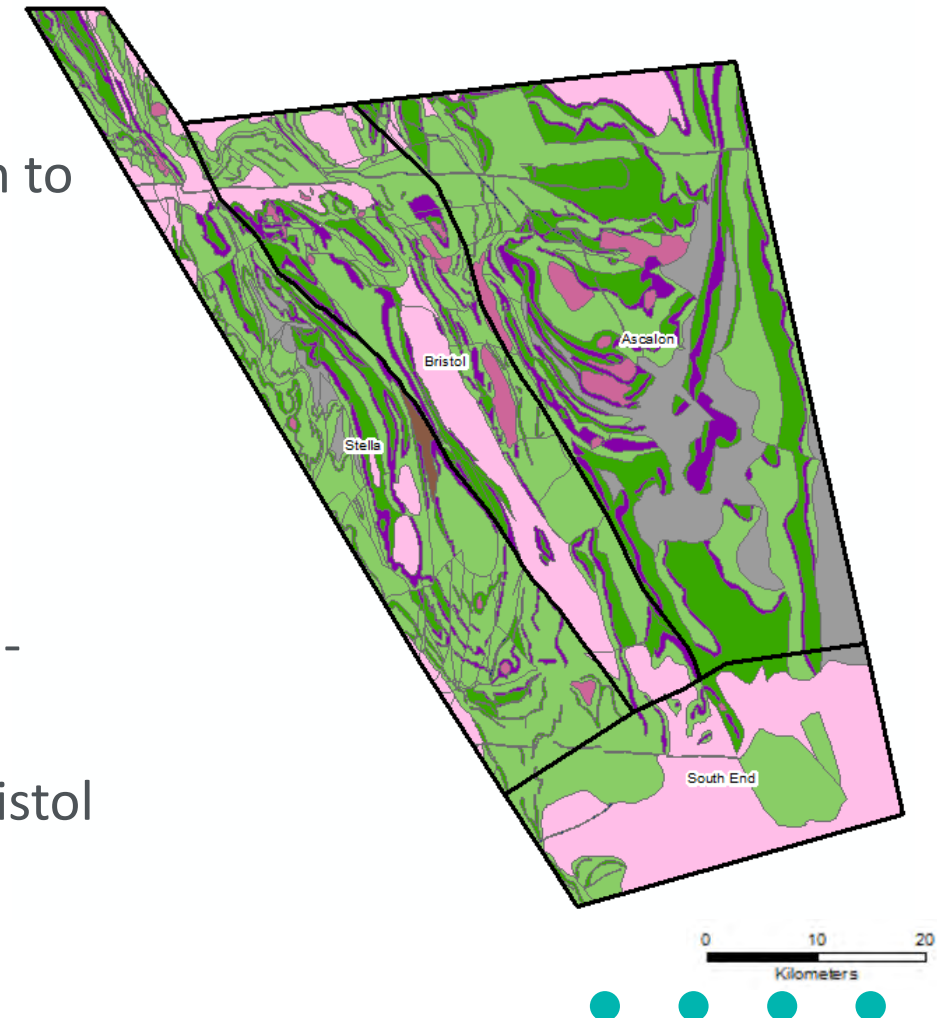 n to
Ascalon
Bristol
Stella
-
istol
South End
0 10 20
Kilometers